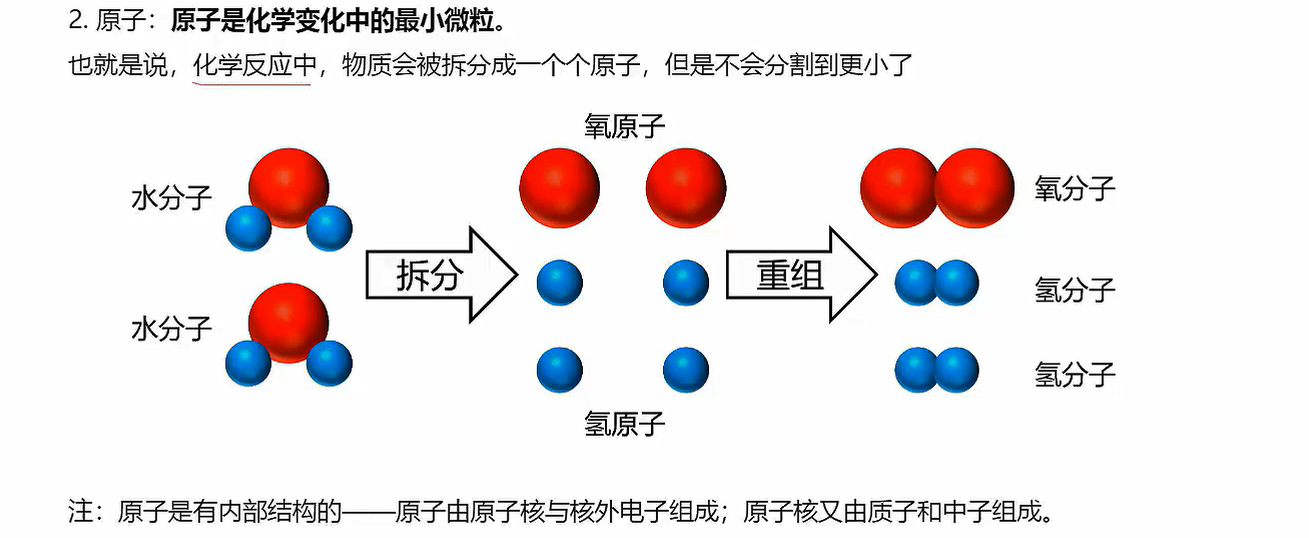 2. 原子：原子是化学变化中的最小微粒。
也就是说，化学反应中，物质会被拆分成一个个原子，但是不会分割到更小了
氧原子
水分子
氧分子
拆分
重组
氢分子
水分子
氢分子
氢原子
注：原子是有内部结构的——原子由原子核与核外电子组成；原子核又由质子和中子组成。